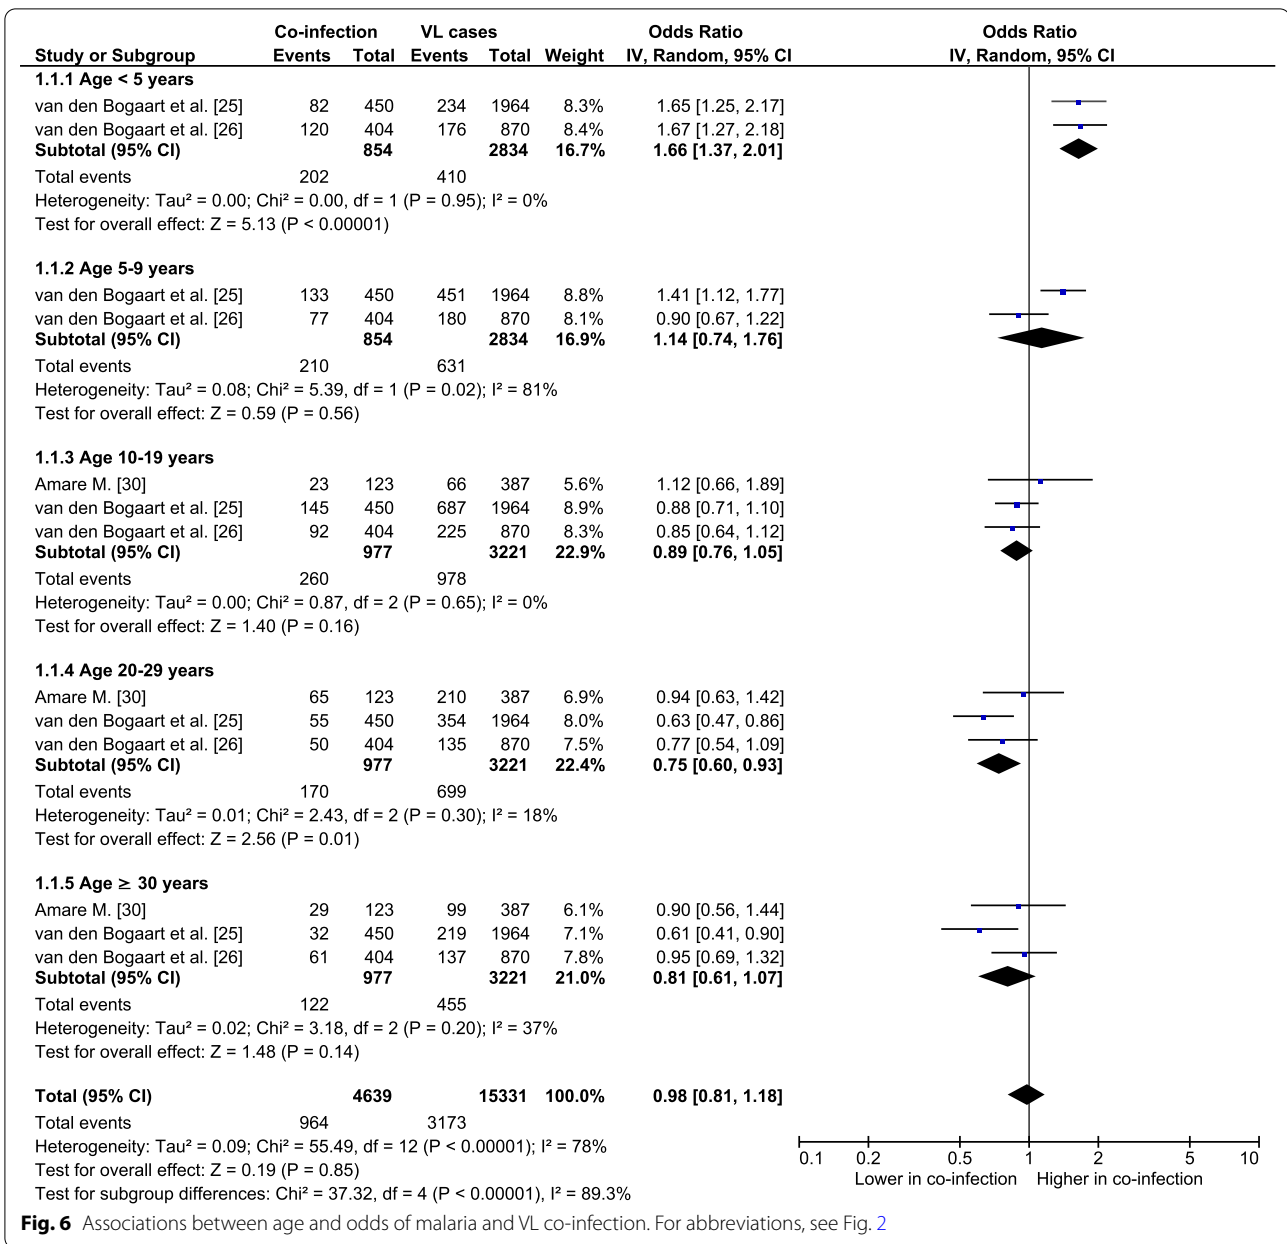 Co-infection VL cases Odds Ratio Odds Ratio
Study or Subgroup Events Total Events Total Weight IV, Random, 95% CI IV, Random, 95% CI
1.1.1 Age < 5 years
van den Bogaart et al. [25] 82 450 234 1964 8.3% 1.65 [1.25, 2.17]
van den Bogaart et al. [26] 120 404 176 870 8.4% 1.67 [1.27, 2.18]
Subtotal (95% CI) 854 2834 16.7% 1.66 [1.37, 2.01]
Total events 202 410
Heterogeneity: Tau² = 0.00; Chi² = 0.00, df = 1 (P = 0.95); I² = 0%
Test for overall effect: Z = 5.13 (P < 0.00001)
1.1.2 Age 5-9 years
van den Bogaart et al. [25] 133 450 451 1964 8.8% 1.41 [1.12, 1.77]
van den Bogaart et al. [26] 77 404 180 870 8.1% 0.90 [0.67, 1.22]
Subtotal (95% CI) 854 2834 16.9% 1.14 [0.74, 1.76]
Total events 210 631
Heterogeneity: Tau² = 0.08; Chi² = 5.39, df = 1 (P = 0.02); I² = 81%
Test for overall effect: Z = 0.59 (P = 0.56)
1.1.3 Age 10-19 years
Amare M. [30] 23 123 66 387 5.6% 1.12 [0.66, 1.89]
van den Bogaart et al. [25] 145 450 687 1964 8.9% 0.88 [0.71, 1.10]
van den Bogaart et al. [26] 92 404 225 870 8.3% 0.85 [0.64, 1.12]
Subtotal (95% CI) 977 3221 22.9% 0.89 [0.76, 1.05]
Total events 260 978
Heterogeneity: Tau² = 0.00; Chi² = 0.87, df = 2 (P = 0.65); I² = 0%
Test for overall effect: Z = 1.40 (P = 0.16)
1.1.4 Age 20-29 years
Amare M. [30] 65 123 210 387 6.9% 0.94 [0.63, 1.42]
van den Bogaart et al. [25] 55 450 354 1964 8.0% 0.63 [0.47, 0.86]
van den Bogaart et al. [26] 50 404 135 870 7.5% 0.77 [0.54, 1.09]
Subtotal (95% CI) 977 3221 22.4% 0.75 [0.60, 0.93]
Total events 170 699
Heterogeneity: Tau² = 0.01; Chi² = 2.43, df = 2 (P = 0.30); I² = 18%
Test for overall effect: Z = 2.56 (P = 0.01)
1.1.5 Age ≥ 30 years
Amare M. [30] 29 123 99 387 6.1% 0.90 [0.56, 1.44]
van den Bogaart et al. [25] 32 450 219 1964 7.1% 0.61 [0.41, 0.90]
van den Bogaart et al. [26] 61 404 137 870 7.8% 0.95 [0.69, 1.32]
Subtotal (95% CI) 977 3221 21.0% 0.81 [0.61, 1.07]
Total events 122 455
Heterogeneity: Tau² = 0.02; Chi² = 3.18, df = 2 (P = 0.20); I² = 37%
Test for overall effect: Z = 1.48 (P = 0.14)
Total (95% CI) 4639 15331 100.0% 0.98 [0.81, 1.18]
Total events 964 3173
Heterogeneity: Tau² = 0.09; Chi² = 55.49, df = 12 (P < 0.00001); I² = 78%
Test for overall effect: Z = 0.19 (P = 0.85)
Test for subgroup differences: Chi² = 37.32, df = 4 (P < 0.00001), I² = 89.3%
0.1 0.2 0.5 1 2 5 10
Lower in co-infection Higher in co-infection
Fig. 6 Associations between age and odds of malaria and VL co-infection. For abbreviations, see Fig. 2